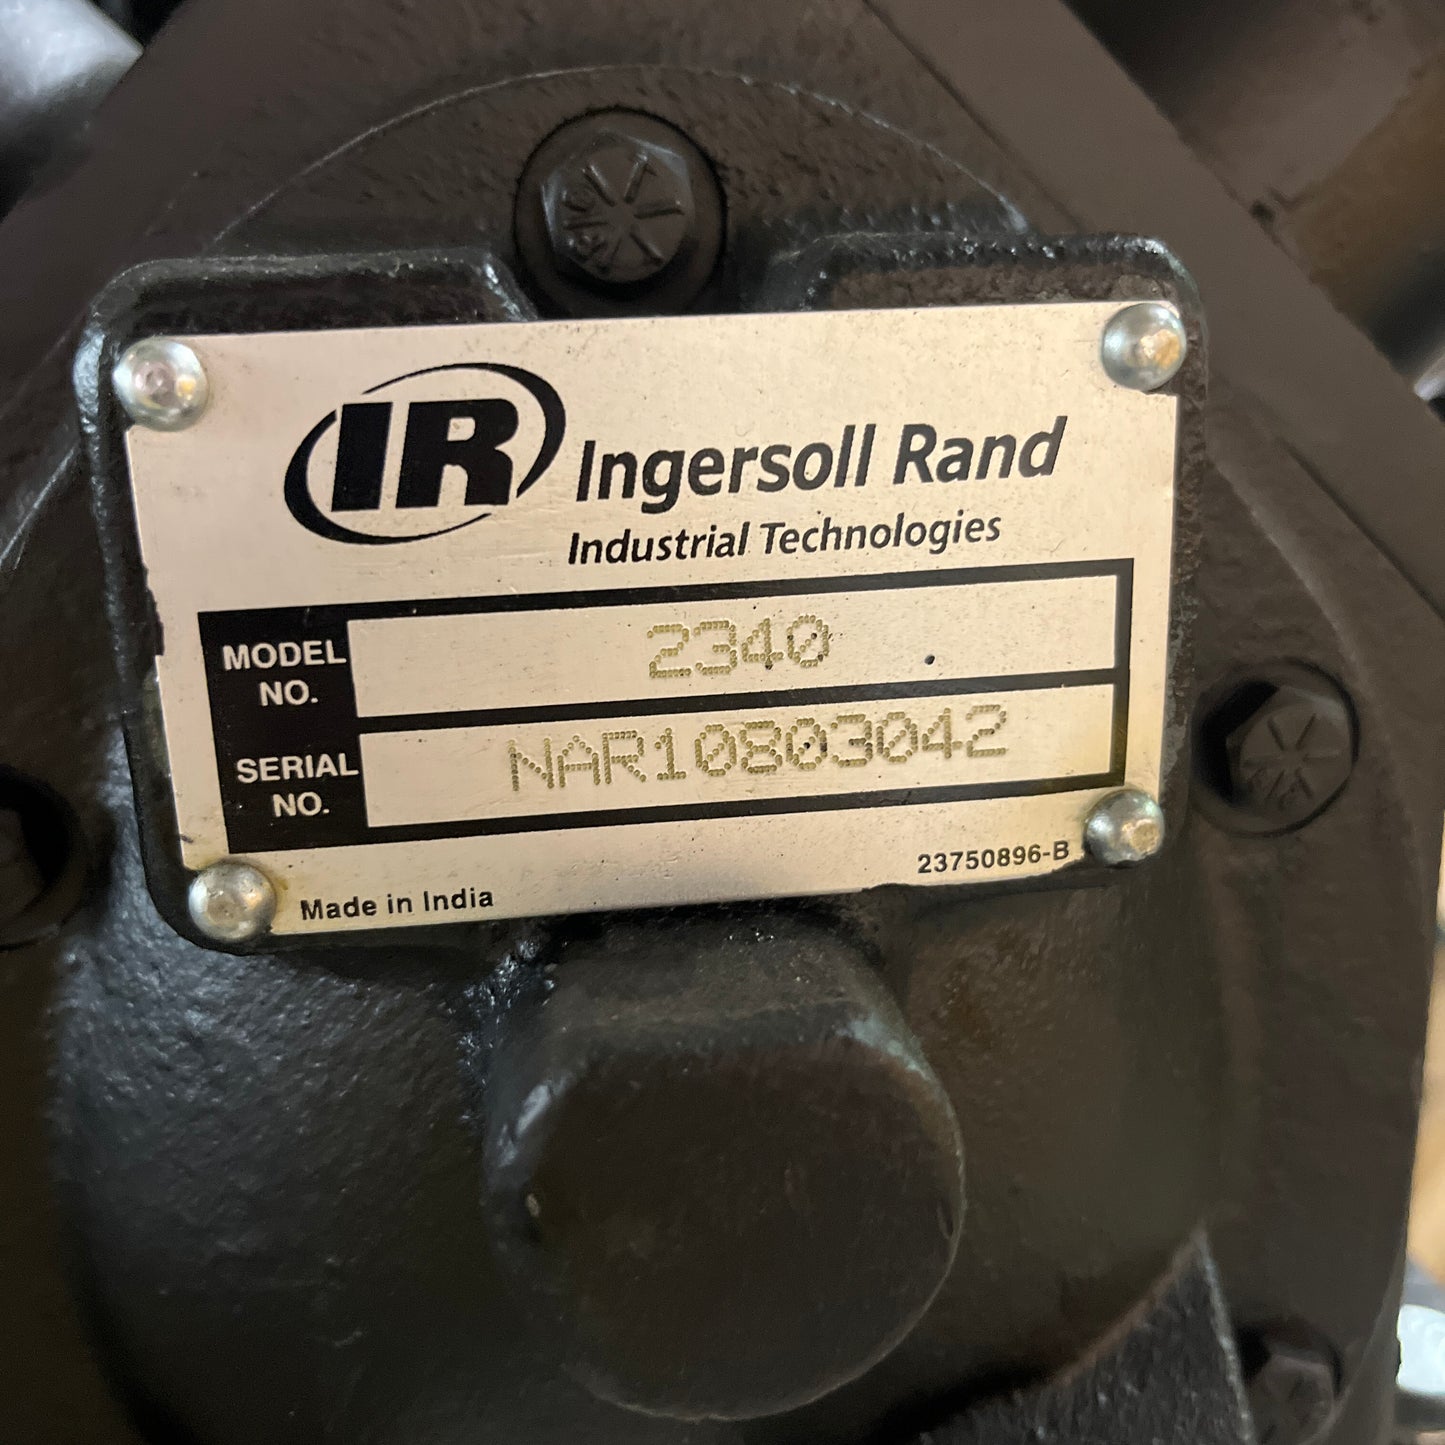 IR Ingersoll Rand
Industrial Technologies
MODEL NO. 2340
SERIAL NO. NAR10803042
Made in India 23750896-B